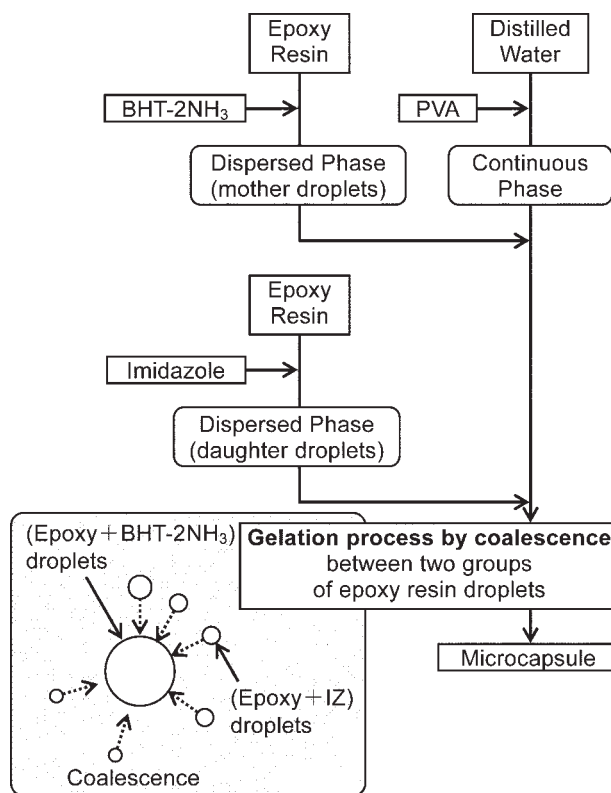 Epoxy
Resin
Distilled
Water
BHT-2NH₃
PVA
Dispersed Phase
(mother droplets)
Continuous
Phase
Epoxy
Resin
Imidazole
Dispersed Phase
(daughter droplets)
Gelation process by coalescence
between two groups
of epoxy resin droplets
Microcapsule
(Epoxy+BHT-2NH₃)
droplets
(Epoxy+IZ)
droplets
Coalescence